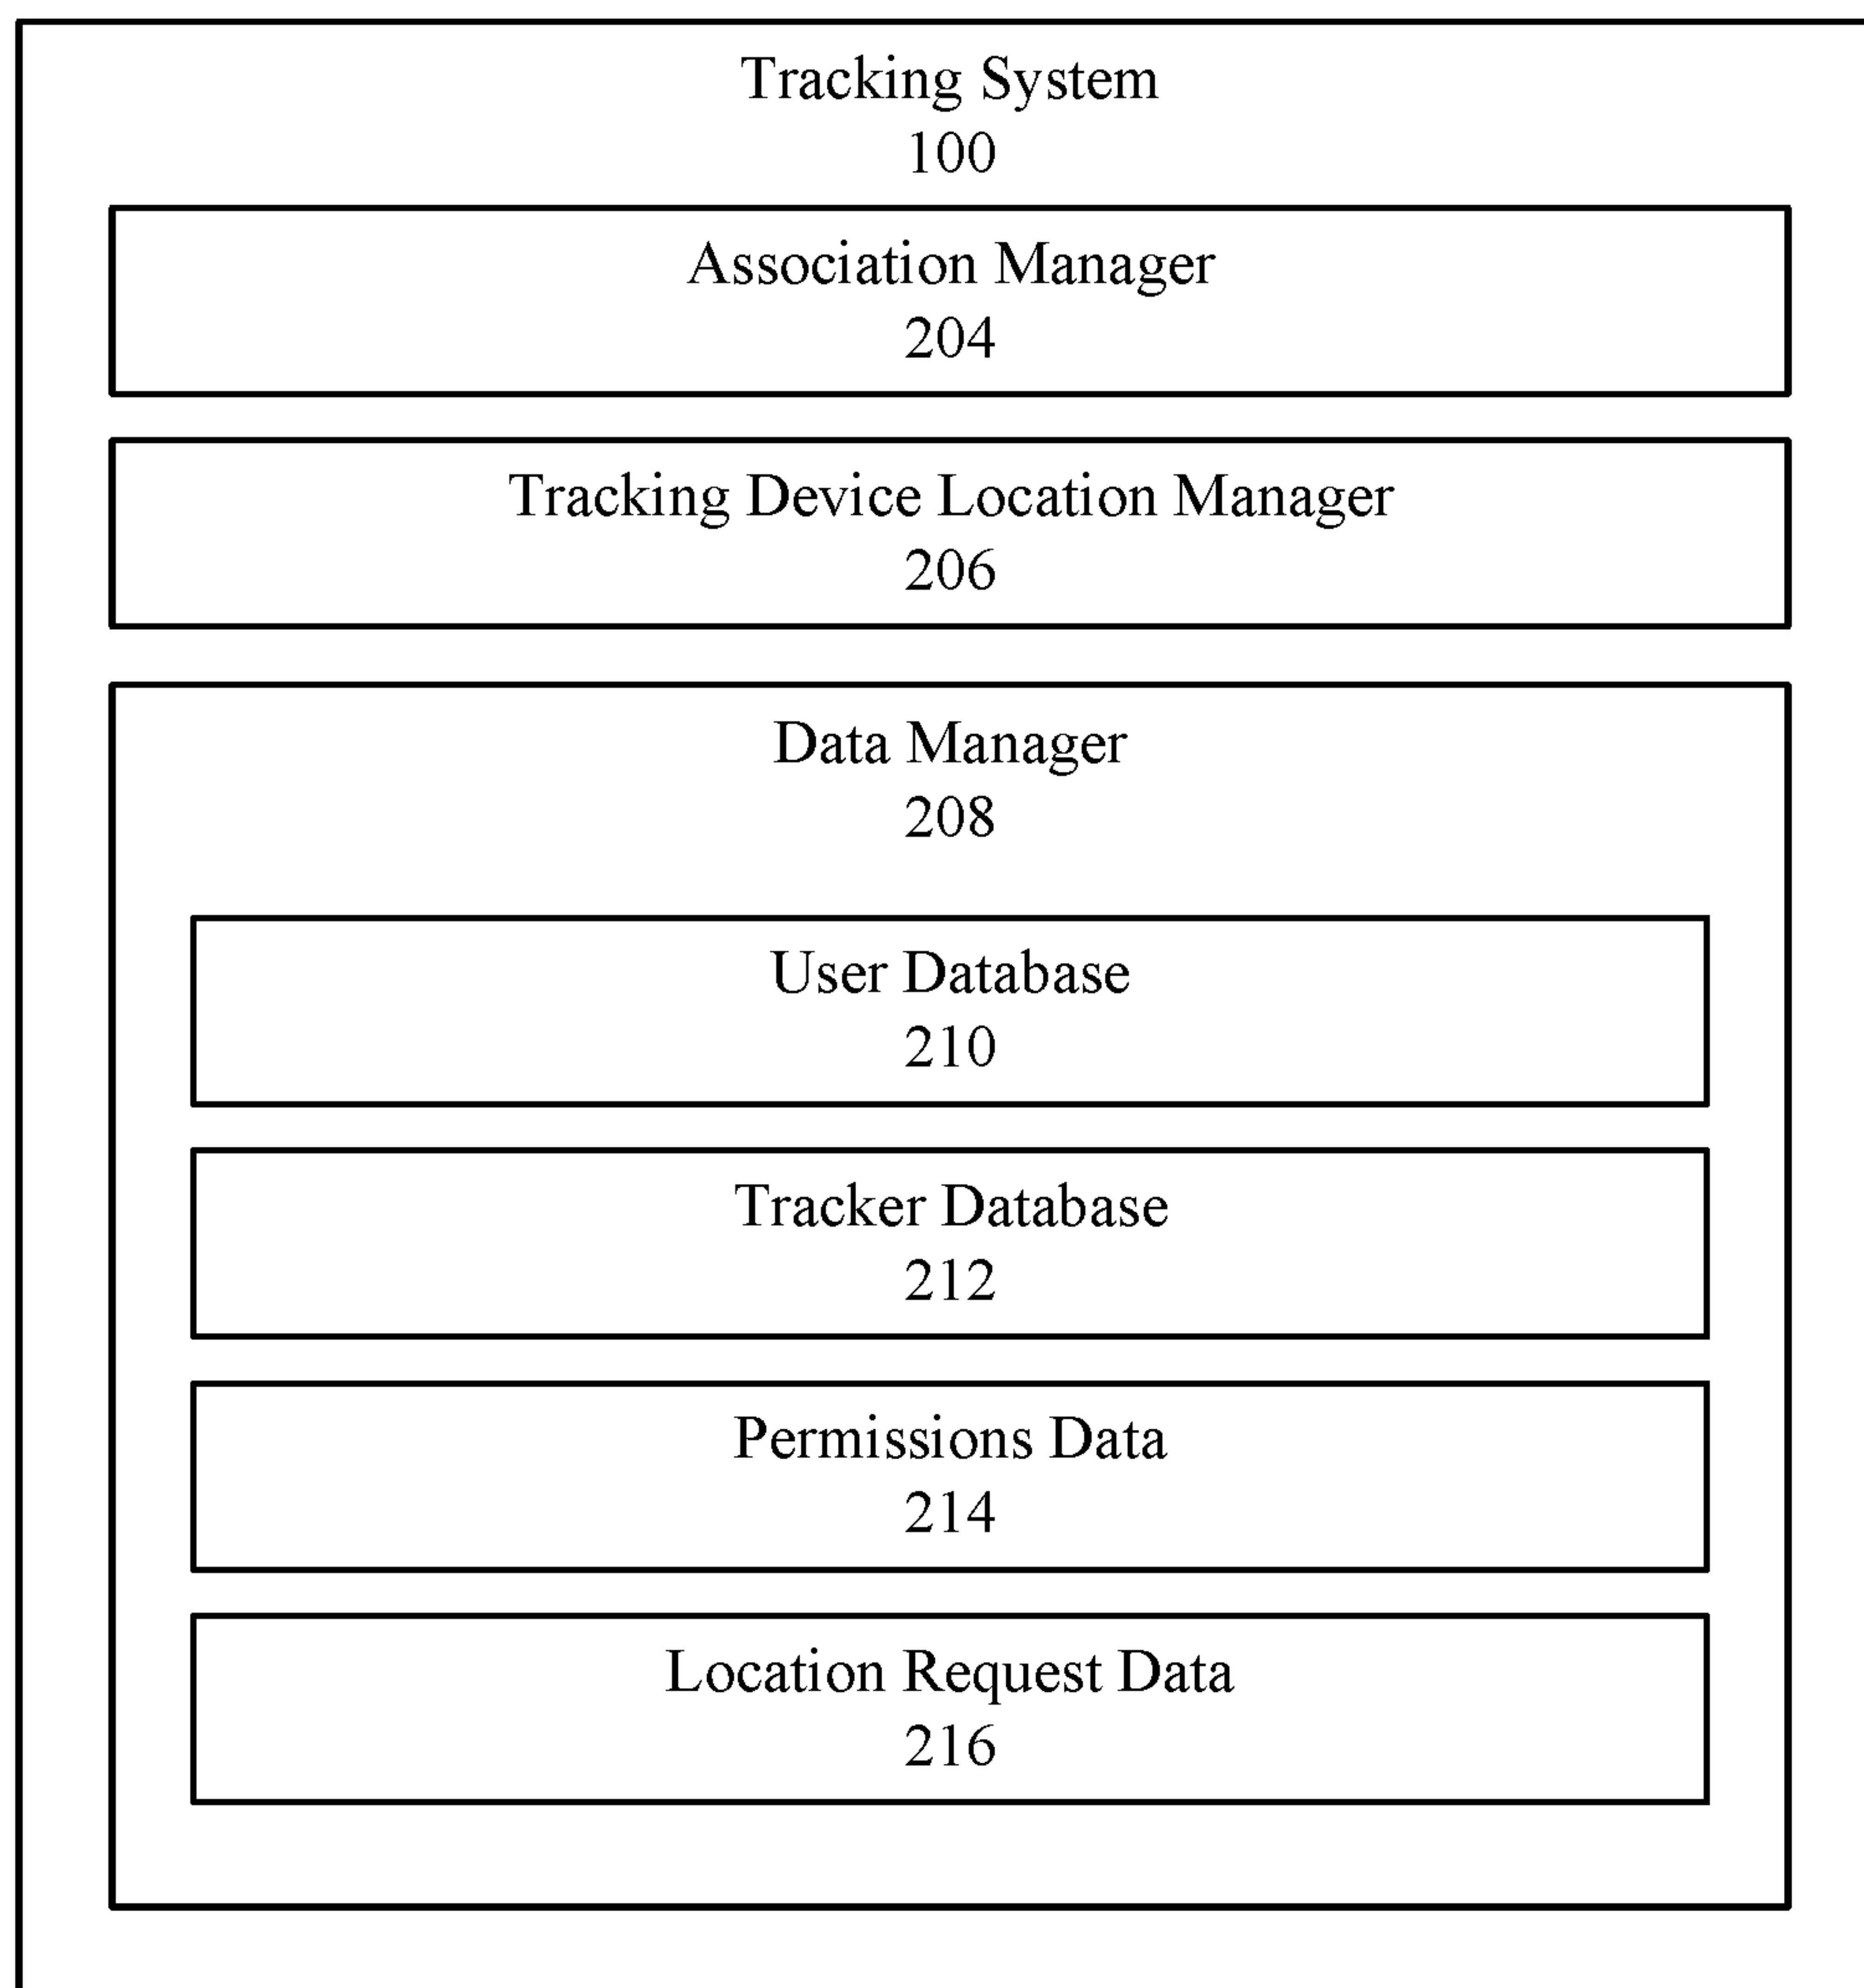 Tracking System
100
Association Manager
204
Tracking Device Location Manager
206
Data Manager
208
User Database
210
Tracker Database
212
Permissions Data
214
Location Request Data
216